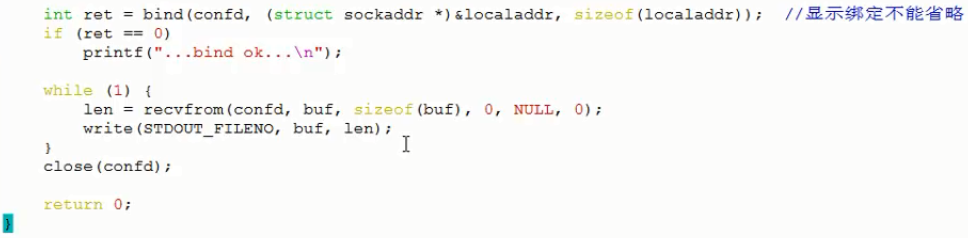 int ret = bind(confd, (struct sockaddr *)&localaddr, sizeof(localaddr)); //显示绑定不能省略
if (ret == 0)
printf("...bind ok...\n");
while (1) {
len = recvfrom(confd, buf, sizeof(buf), 0, NULL, 0);
write(STDOUT_FILENO, buf, len);
}
close(confd);
return 0;
}